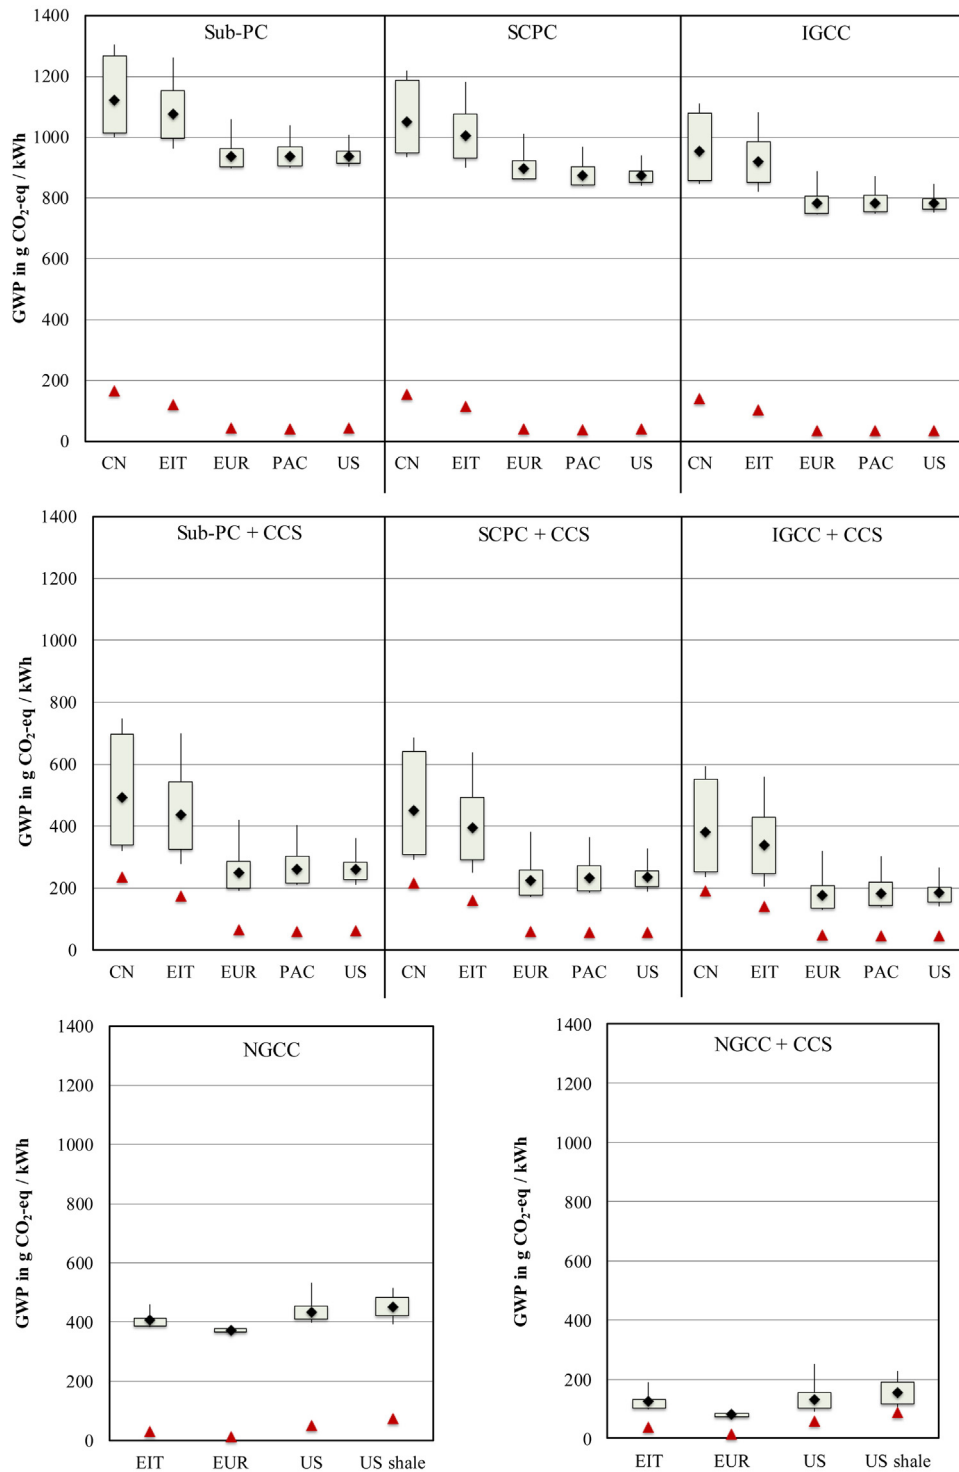 Sub-PC SCPC IGCC
GWP in g CO₂-eq / kWh
1400
1200
1000
800
600
400
200
0
CN EIT EUR PAC US CN EIT EUR PAC US CN EIT EUR PAC US
Sub-PC + CCS SCPC + CCS IGCC + CCS
GWP in g CO₂-eq / kWh
1400
1200
1000
800
600
400
200
0
CN EIT EUR PAC US CN EIT EUR PAC US CN EIT EUR PAC US
NGCC
GWP in g CO₂-eq / kWh
1400
1200
1000
800
600
400
200
0
EIT EUR US US shale
NGCC + CCS
GWP in g CO₂-eq / kWh
1400
1200
1000
800
600
400
200
0
EIT EUR US US shale